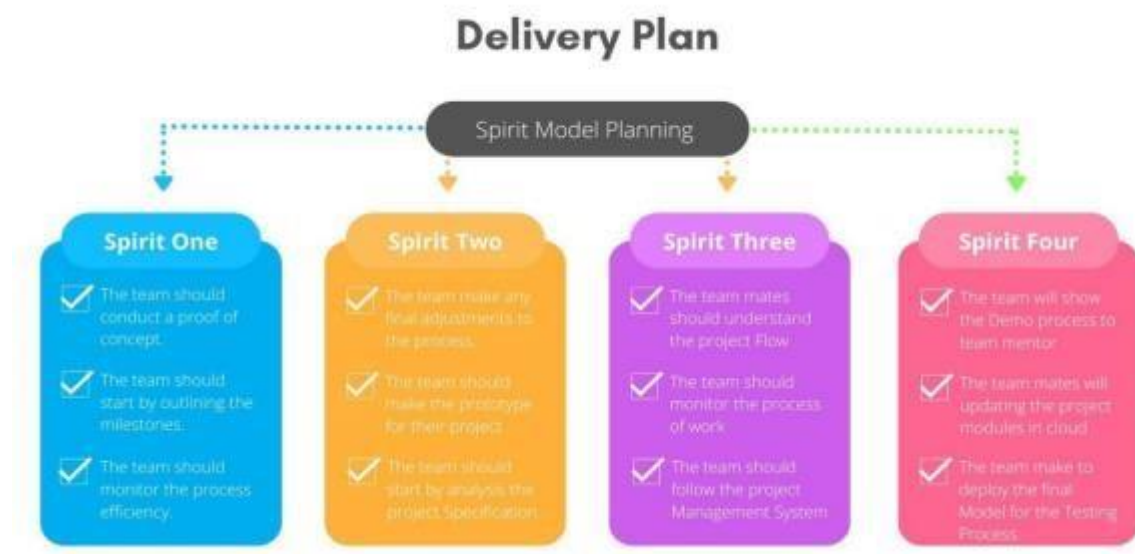 Delivery Plan
Spirit Model Planning
Spirit One
The team should
conduct a proof of
concept.
The team should
start by outlining the
milestones.
The team should
monitor the process
efficiency.
Spirit Two
The team make any
final adjustments to
the process.
The team should
make the prototype
for their project
The team should
start by analysis the
project Specification
Spirit Three
The team mates
should understand
the project Flow
The team should
monitor the process
of work
The team should
follow the project
Management System
Spirit Four
The team will show
the Demo process to
team mentor
The team mates will
updating the project
modules in cloud
The team make to
deploy the final
Model for the Testing
Process